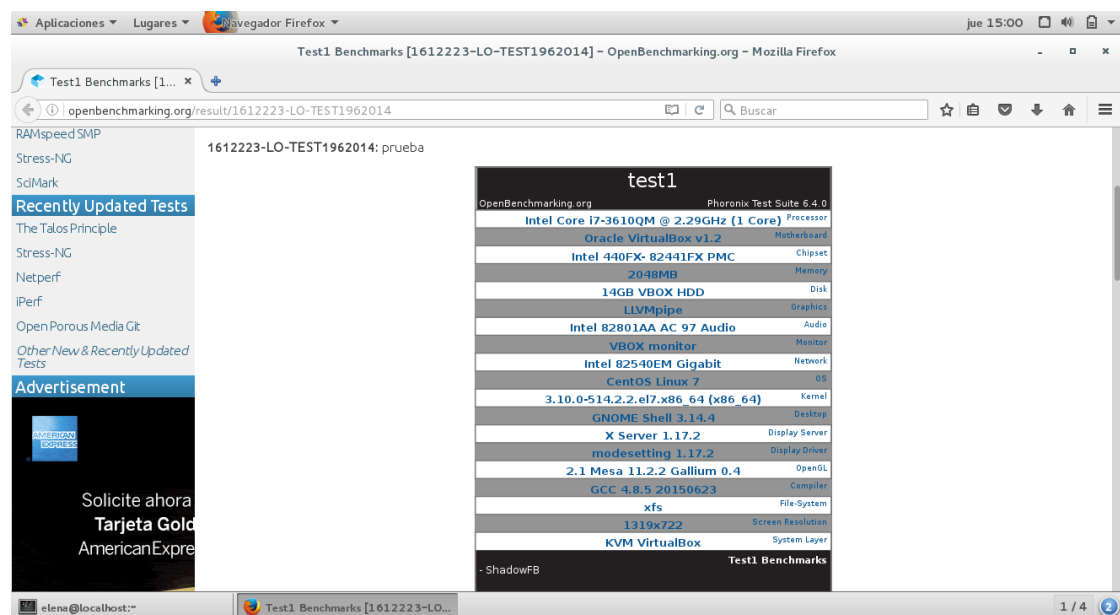 Aplicaciones Lugares Navegador Firefox jue 15:00
Test1 Benchmarks [1612223-LO-TEST1962014] - OpenBenchmarking.org - Mozilla Firefox
Test1 Benchmarks [1...
openbenchmarking.org/result/1612223-LO-TEST1962014 Buscar
RAMspeed SMP
Stress-NG
SciMark
Recently Updated Tests
The Talos Principle
Stress-NG
Netperf
iPerf
Open Porous Media Git
Other New & Recently Updated
Tests
Advertisement
AMERICAN
EXPRESS
Solicite ahora
Tarjeta Gold
AmericanExpre
1612223-LO-TEST1962014: prueba
test1
OpenBenchmarking.org Phoronix Test Suite 6.4.0
Intel Core i7-3610QM @ 2.29GHz (1 Core) Processor
Oracle VirtualBox v1.2 Motherboard
Intel 440FX- 82441FX PMC Chipset
2048MB Memory
14GB VBOX HDD Disk
LLVMpipe Graphics
Intel 82801AA AC 97 Audio Audio
VBOX monitor Monitor
Intel 82540EM Gigabit Network
CentOS Linux 7 OS
3.10.0-514.2.2.el7.x86_64 (x86_64) Kernel
GNOME Shell 3.14.4 Desktop
X Server 1.17.2 Display Server
modesetting 1.17.2 Display Driver
2.1 Mesa 11.2.2 Gallium 0.4 OpenGL
GCC 4.8.5 20150623 Compiler
xfs File-System
1319x722 Screen Resolution
KVM VirtualBox System Layer
Test1 Benchmarks
- ShadowFB
elena@localhost:~ Test1 Benchmarks [1612223-LO... 1 / 4 2